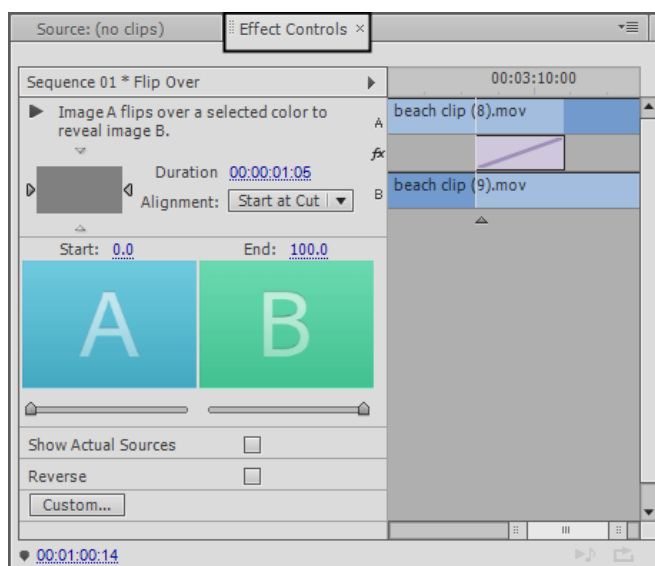 Source: (no clips)
Effect Controls ×
Sequence 01 * Flip Over
00:03:10:00
Image A flips over a selected color to
reveal image B.
A
beach clip (8).mov
fx
Duration 00:00:01:05
B
beach clip (9).mov
Alignment: Start at Cut
Start: 0.0
End: 100.0
A
B
Show Actual Sources
Reverse
Custom...
00:01:00:14